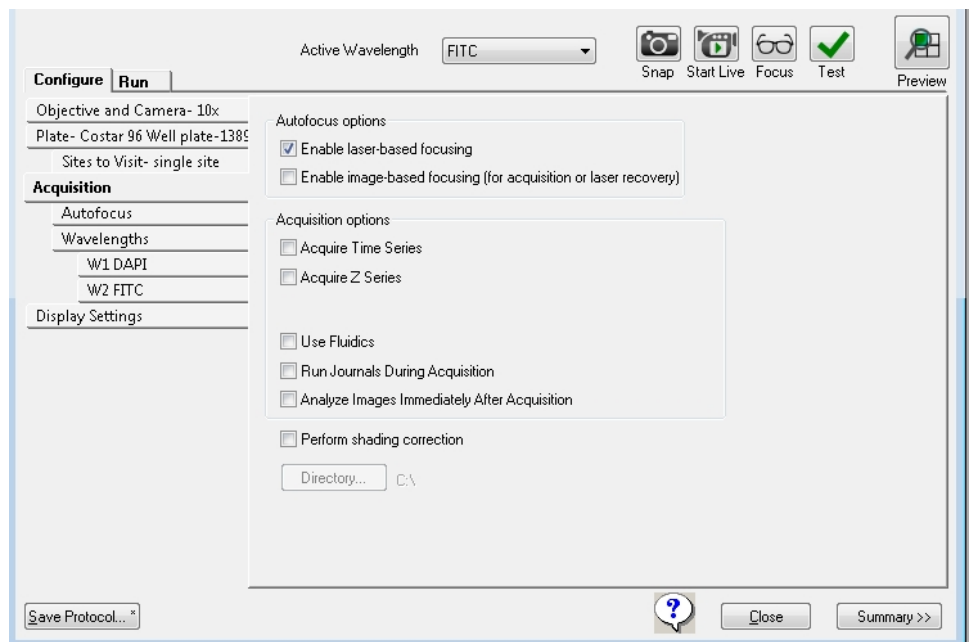 Active Wavelength FITC
Snap Start Live Focus Test Preview
Configure Run
Objective and Camera- 10x
Plate- Costar 96 Well plate-1389
Sites to Visit- single site
Acquisition
Autofocus
Wavelengths
W1 DAPI
W2 FITC
Display Settings
Autofocus options
Enable laser-based focusing
Enable image-based focusing (for acquisition or laser recovery)
Acquisition options
Acquire Time Series
Acquire Z Series
Use Fluidics
Run Journals During Acquisition
Analyze Images Immediately After Acquisition
Perform shading correction
Directory... C:\
Save Protocol... * ? Close Summary >>